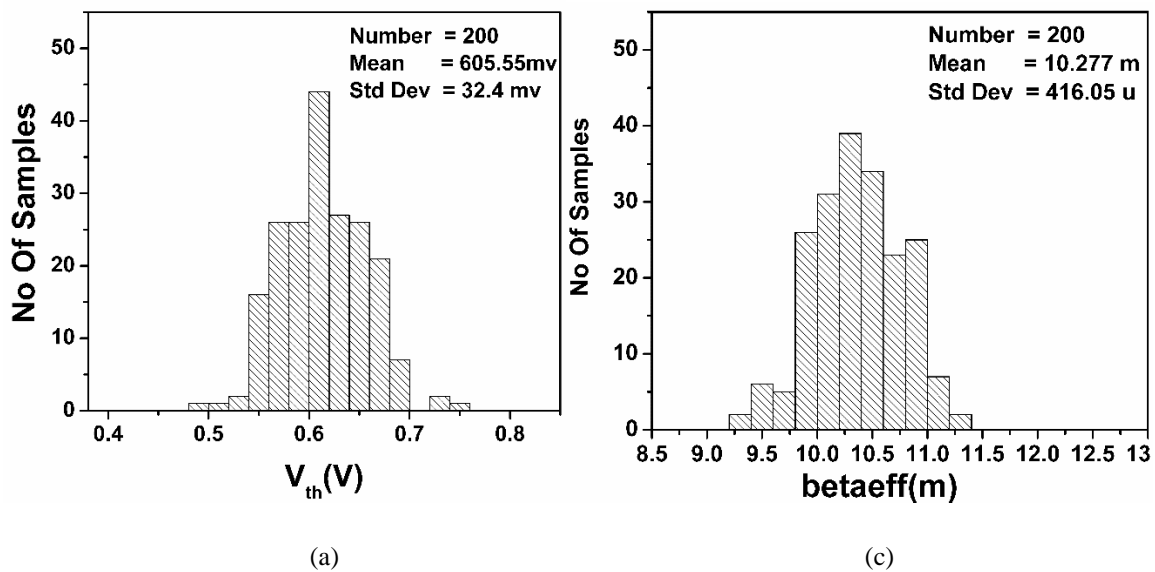 Number = 200
Mean = 605.55mv
Std Dev = 32.4 mv
No Of Samples
50
40
30
20
10
0
0.4 0.5 0.6 0.7 0.8
V_th(V)
(a)
Number = 200
Mean = 10.277 m
Std Dev = 416.05 u
No Of Samples
50
40
30
20
10
0
8.5 9.0 9.5 10.0 10.5 11.0 11.5 12.0 12.5 13
betaeff(m)
(c)